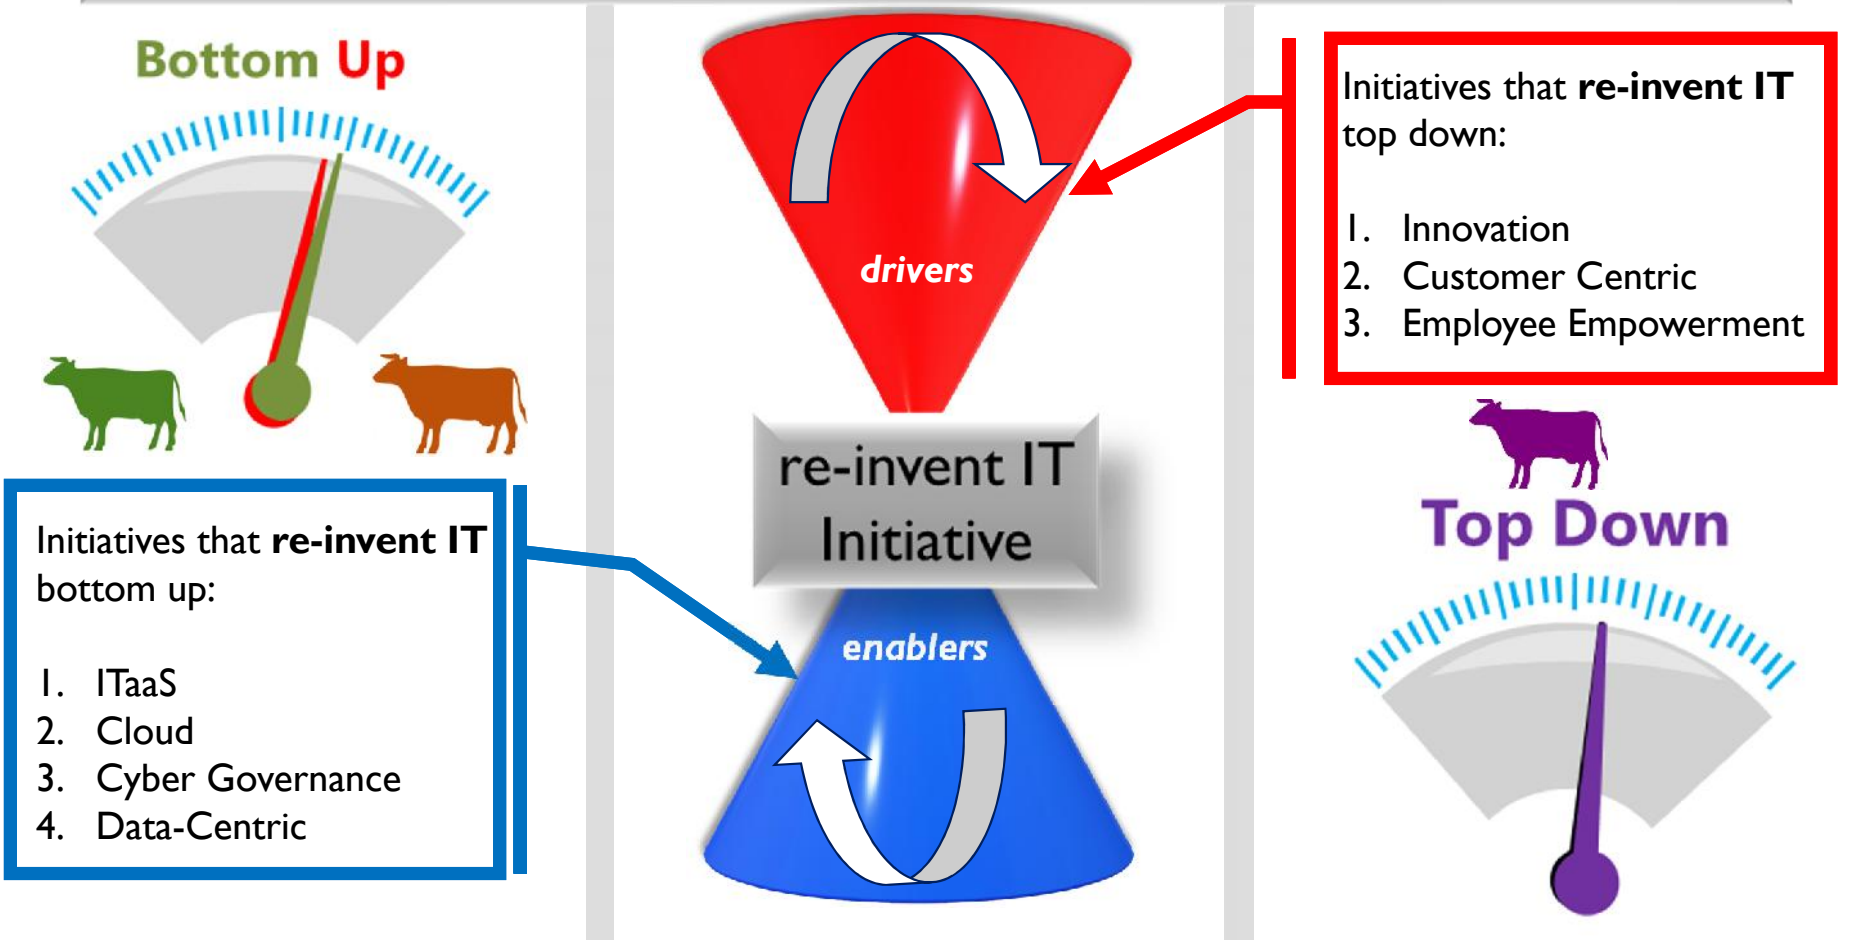 Bottom Up
Initiatives that re-invent IT
bottom up:
1. ITaaS
2. Cloud
3. Cyber Governance
4. Data-Centric
drivers
re-invent IT
Initiative
enablers
Initiatives that re-invent IT
top down:
1. Innovation
2. Customer Centric
3. Employee Empowerment
Top Down